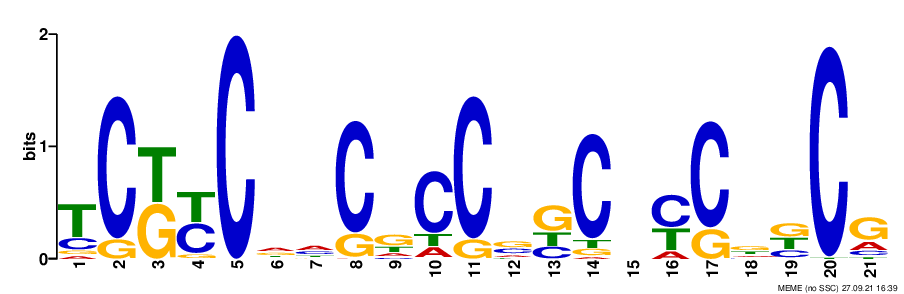 2
1
0
bits
T C G T T C C C C G C C C C G
C G G C G G T G T T G T C A
1 2 3 4 5 6 7 8 9 10 11 12 13 14 15 16 17 18 19 20 21
MEME (no SSC) 27.09.21 16:39